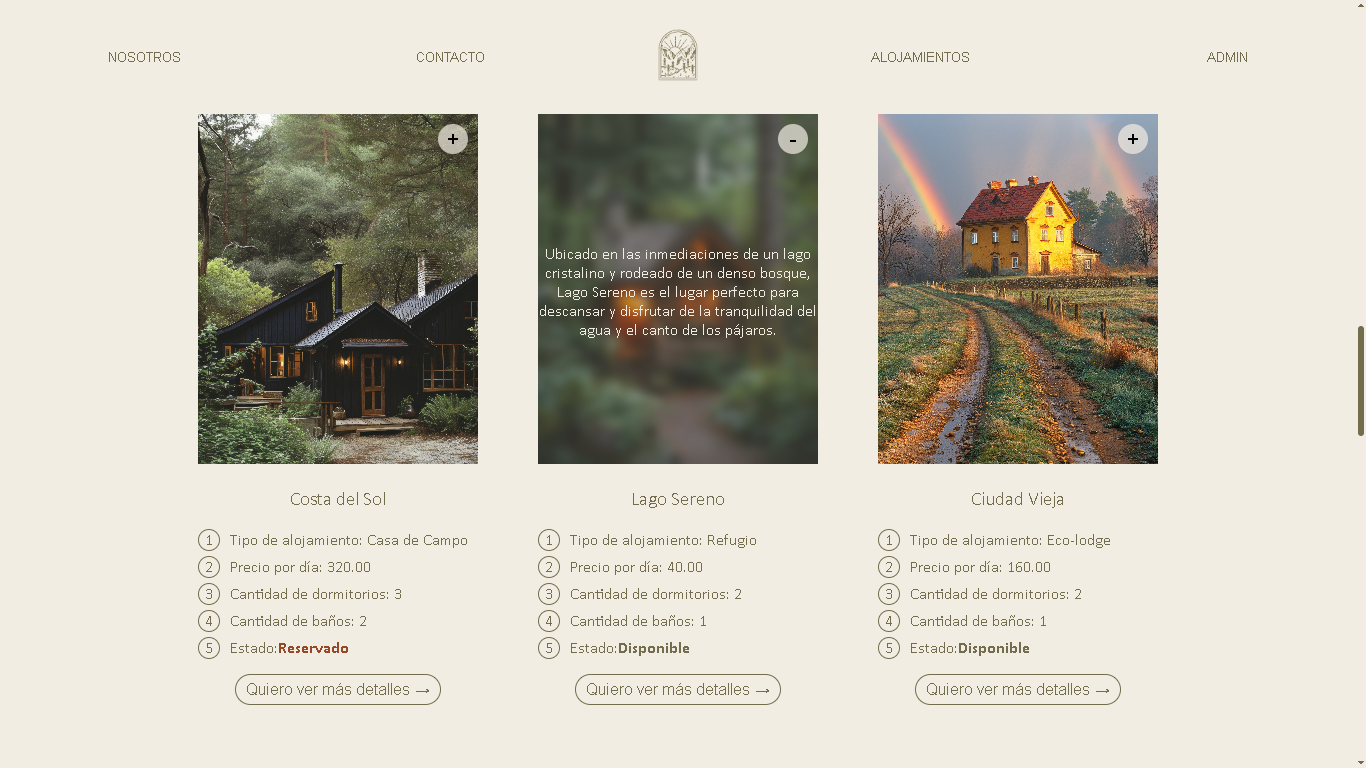 NOSOTROS
CONTACTO
ALOJAMIENTOS
ADMIN
+
-
+
Ubicado en las inmediaciones de un lago
cristalino y rodeado de un denso bosque,
Lago Sereno es el lugar perfecto para
descansar y disfrutar de la tranquilidad del
agua y el canto de los pájaros.
Costa del Sol
1 Tipo de alojamiento: Casa de Campo
2 Precio por día: 320.00
3 Cantidad de dormitorios: 3
4 Cantidad de baños: 2
5 Estado:Reservado
Quiero ver más detalles →
Lago Sereno
1 Tipo de alojamiento: Refugio
2 Precio por día: 40.00
3 Cantidad de dormitorios: 2
4 Cantidad de baños: 1
5 Estado:Disponible
Quiero ver más detalles →
Ciudad Vieja
1 Tipo de alojamiento: Eco-lodge
2 Precio por día: 160.00
3 Cantidad de dormitorios: 2
4 Cantidad de baños: 1
5 Estado:Disponible
Quiero ver más detalles →